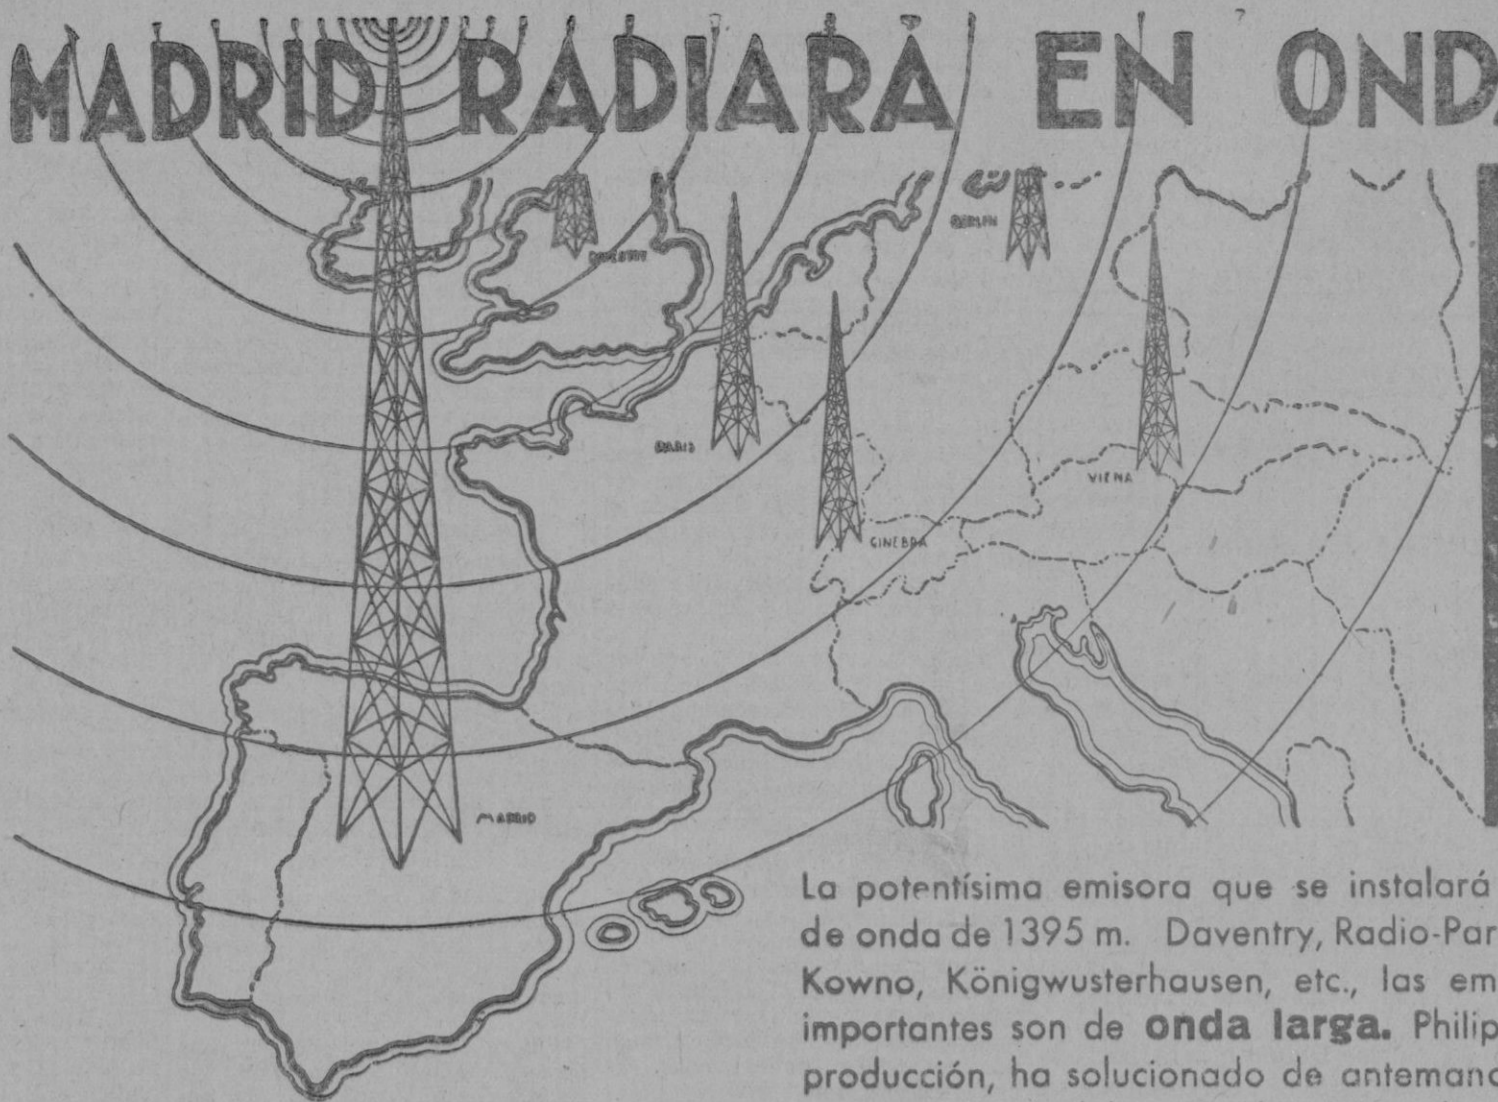 MADRID RADIARÁ EN ONDA
BERLIN
PARIS
VIENA
GINEBRA
MADRID
La potentísima emisora que se instalará
de onda de 1395 m. Daventry, Radio-Par
Kowno, Königwusterhausen, etc., las em
importantes son de onda larga. Philip
producción, ha solucionado de antemano